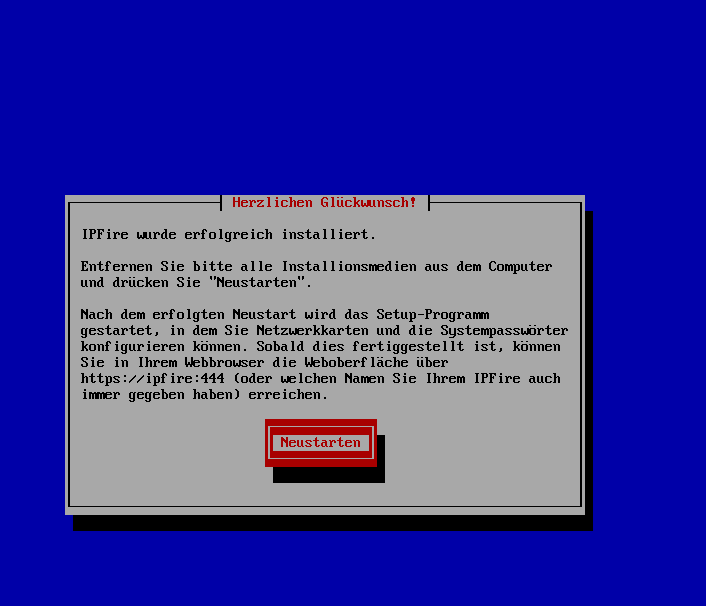 Herzlichen Glückwunsch!
IPFire wurde erfolgreich installiert.
Entfernen Sie bitte alle Installionsmedien aus dem Computer
und drücken Sie "Neustarten".
Nach dem erfolgten Neustart wird das Setup-Programm
gestartet, in dem Sie Netzwerkkarten und die Systempasswörter
konfigurieren können. Sobald dies fertiggestellt ist, können
Sie in Ihrem Webbrowser die Weboberfläche über
https://ipfire:444 (oder welchen Namen Sie Ihrem IPFire auch
immer gegeben haben) erreichen.
Neustarten